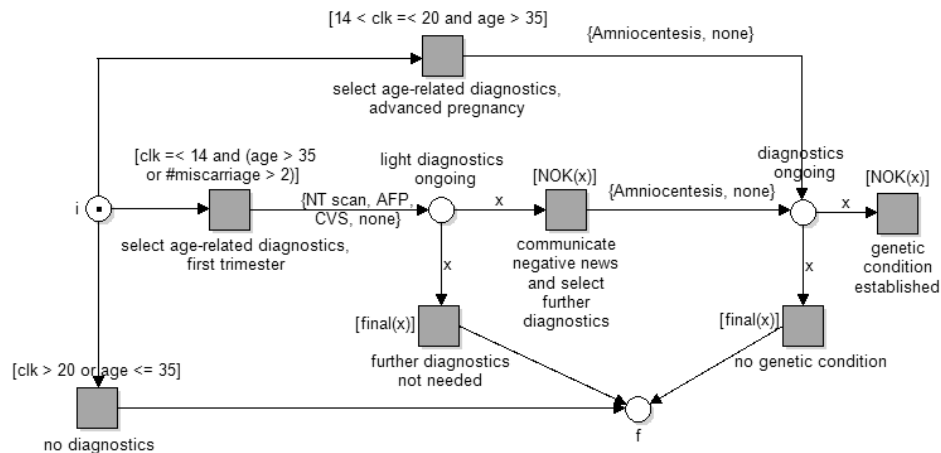 [14 < clk =< 20 and age > 35]
{Amniocentesis, none}
select age-related diagnostics,
advanced pregnancy
[clk =< 14 and (age > 35
or #miscarriage > 2)]
light diagnostics
ongoing
diagnostics
ongoing
[NOK(x)]
[NOK(x)]
i
{NT scan, AFP,
CVS, none}
x
{Amniocentesis, none}
x
select age-related diagnostics,
first trimester
communicate
negative news
and select
further
diagnostics
genetic
condition
established
x
x
[final(x)]
[final(x)]
further diagnostics
not needed
no genetic condition
[clk > 20 or age <= 35]
no diagnostics
f